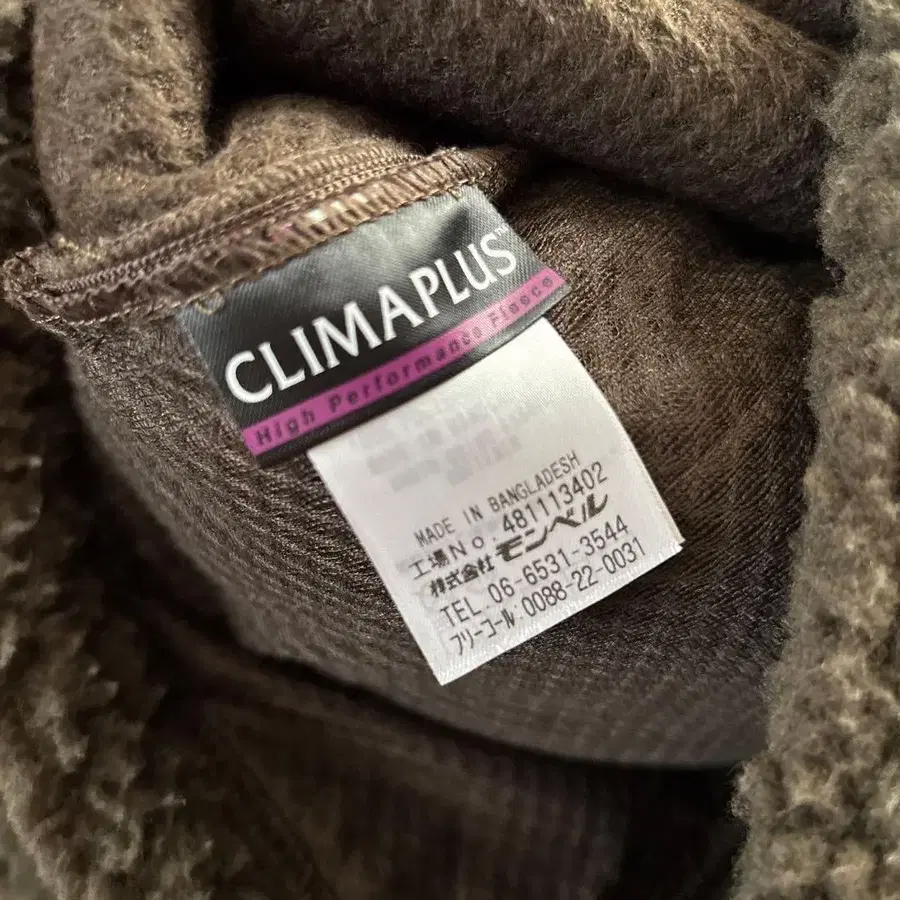 CLIMAPLUS™
High Performance Fleece
MADE IN BANGLADESH
工場No. 481113402
株式会社 モンベル
TEL. 06-6531-3544
フリーコール: 0088-22-0031